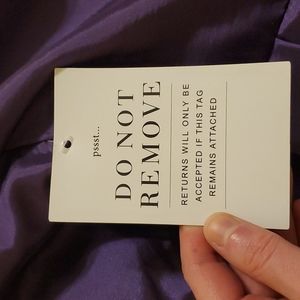 pssst...
DO NOT
REMOVE
RETURNS WILL ONLY BE
ACCEPTED IF THIS TAG
REMAINS ATTACHED